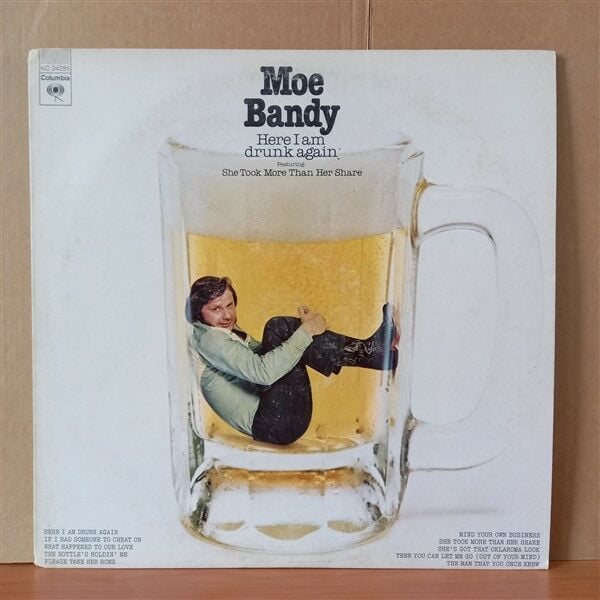 KC 34285
Columbia
Moe
Bandy
Here I am
drunk again
Featuring:
She Took More Than Her Share
HERE I AM DRUNK AGAIN
IF I HAD SOMEONE TO CHEAT ON
WHAT HAPPENED TO OUR LOVE
THE BOTTLE'S HOLDIN' ME
PLEASE TAKE HER HOME
MIND YOUR OWN BUSINESS
SHE TOOK MORE THAN HER SHARE
SHE'S GOT THAT OKLAHOMA LOOK
THEN YOU CAN LET ME GO (OUT OF YOUR MIND)
THE MAN THAT YOU ONCE KNEW